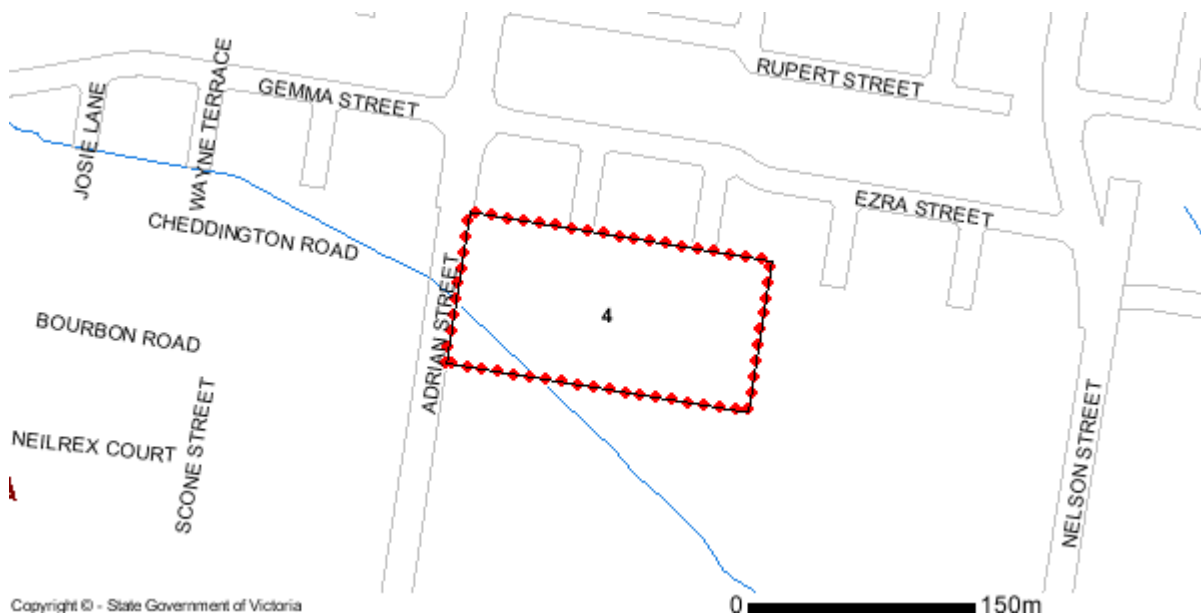 RUPERT STREET
GEMMA STREET
WAYNE TERRACE
JOSIE LANE
EZRA STREET
CHEDDINGTON ROAD
ADRIAN STREET
4
BOURBON ROAD
NEILREX COURT
SCONE STREET
NELSON STREET
Copyright © - State Government of Victoria
0 150m